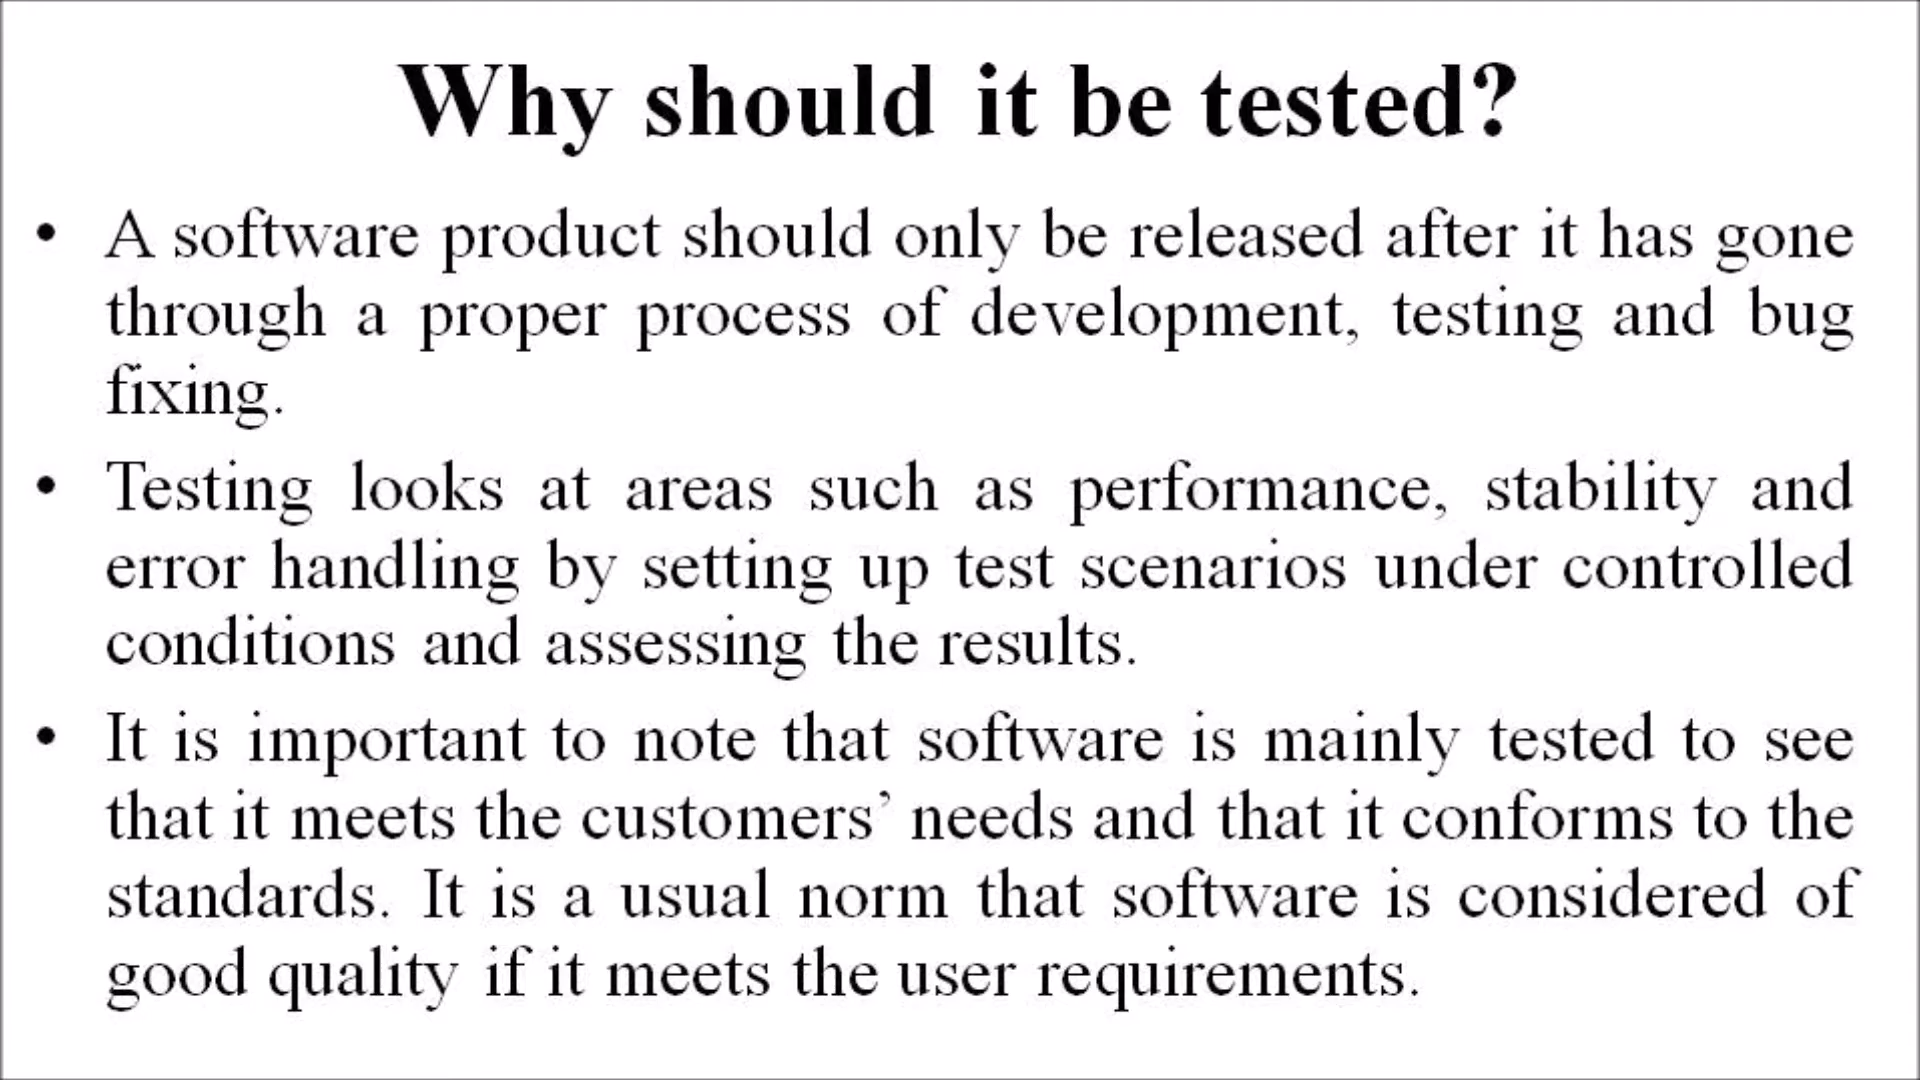 Why should it be tested?
• A software product should only be released after it has gone
through a proper process of development, testing and bug
fixing.
• Testing looks at areas such as performance, stability and
error handling by setting up test scenarios under controlled
conditions and assessing the results.
• It is important to note that software is mainly tested to see
that it meets the customers’ needs and that it conforms to the
standards. It is a usual norm that software is considered of
good quality if it meets the user requirements.